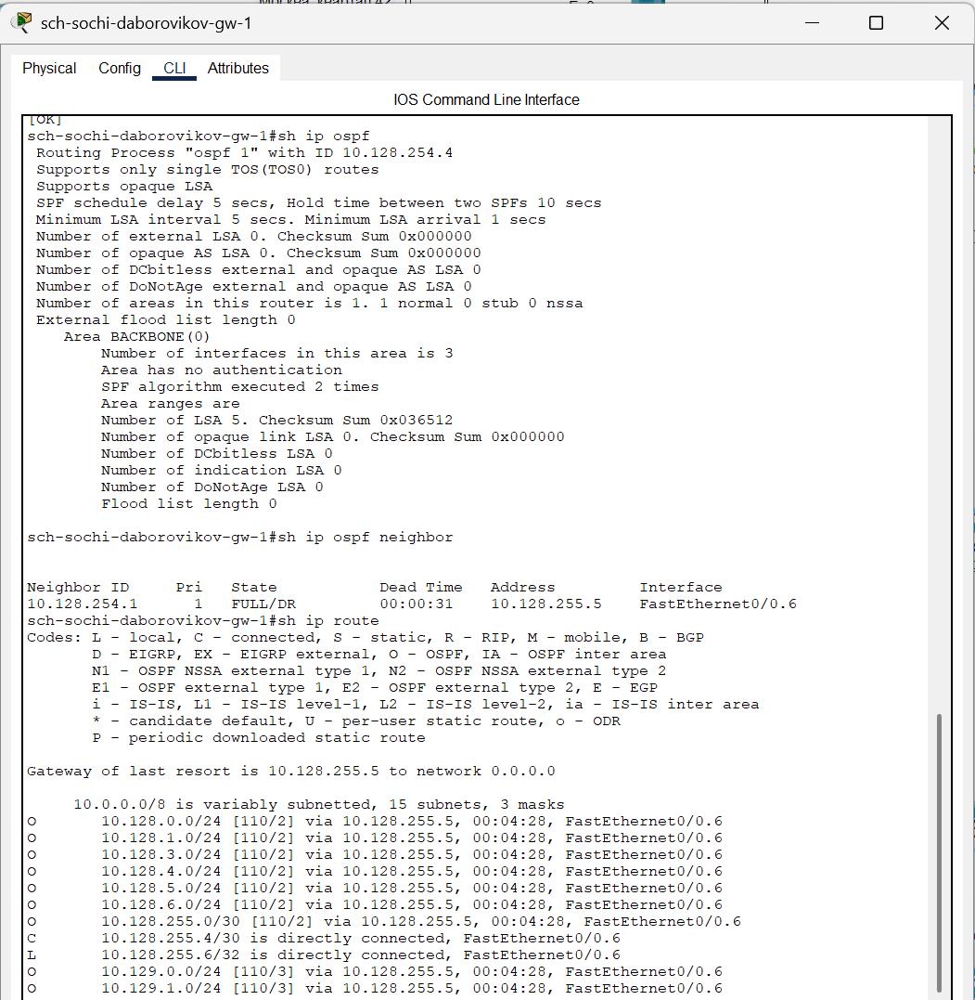 sch-sochi-daborovikov-gw-1
Physical Config CLI Attributes
IOS Command Line Interface
[OK]
sch-sochi-daborovikov-gw-1#sh ip ospf
Routing Process "ospf 1" with ID 10.128.254.4
Supports only single TOS(TOS0) routes
Supports opaque LSA
SPF schedule delay 5 secs, Hold time between two SPFs 10 secs
Minimum LSA interval 5 secs. Minimum LSA arrival 1 secs
Number of external LSA 0. Checksum Sum 0x000000
Number of opaque AS LSA 0. Checksum Sum 0x000000
Number of DCbitless external and opaque AS LSA 0
Number of DoNotAge external and opaque AS LSA 0
Number of areas in this router is 1. 1 normal 0 stub 0 nssa
External flood list length 0
Area BACKBONE(0)
Number of interfaces in this area is 3
Area has no authentication
SPF algorithm executed 2 times
Area ranges are
Number of LSA 5. Checksum Sum 0x036512
Number of opaque link LSA 0. Checksum Sum 0x000000
Number of DCbitless LSA 0
Number of indication LSA 0
Number of DoNotAge LSA 0
Flood list length 0
sch-sochi-daborovikov-gw-1#sh ip ospf neighbor
Neighbor ID Pri State Dead Time Address Interface
10.128.254.1 1 FULL/DR 00:00:31 10.128.255.5 FastEthernet0/0.6
sch-sochi-daborovikov-gw-1#sh ip route
Codes: L - local, C - connected, S - static, R - RIP, M - mobile, B - BGP
D - EIGRP, EX - EIGRP external, O - OSPF, IA - OSPF inter area
N1 - OSPF NSSA external type 1, N2 - OSPF NSSA external type 2
E1 - OSPF external type 1, E2 - OSPF external type 2, E - EGP
i - IS-IS, L1 - IS-IS level-1, L2 - IS-IS level-2, ia - IS-IS inter area
* - candidate default, U - per-user static route, o - ODR
P - periodic downloaded static route
Gateway of last resort is 10.128.255.5 to network 0.0.0.0
10.0.0.0/8 is variably subnetted, 15 subnets, 3 masks
O 10.128.0.0/24 [110/2] via 10.128.255.5, 00:04:28, FastEthernet0/0.6
O 10.128.1.0/24 [110/2] via 10.128.255.5, 00:04:28, FastEthernet0/0.6
O 10.128.3.0/24 [110/2] via 10.128.255.5, 00:04:28, FastEthernet0/0.6
O 10.128.4.0/24 [110/2] via 10.128.255.5, 00:04:28, FastEthernet0/0.6
O 10.128.5.0/24 [110/2] via 10.128.255.5, 00:04:28, FastEthernet0/0.6
O 10.128.6.0/24 [110/2] via 10.128.255.5, 00:04:28, FastEthernet0/0.6
O 10.128.255.0/30 [110/2] via 10.128.255.5, 00:04:28, FastEthernet0/0.6
C 10.128.255.4/30 is directly connected, FastEthernet0/0.6
L 10.128.255.6/32 is directly connected, FastEthernet0/0.6
O 10.129.0.0/24 [110/3] via 10.128.255.5, 00:04:28, FastEthernet0/0.6
O 10.129.1.0/24 [110/3] via 10.128.255.5, 00:04:28, FastEthernet0/0.6